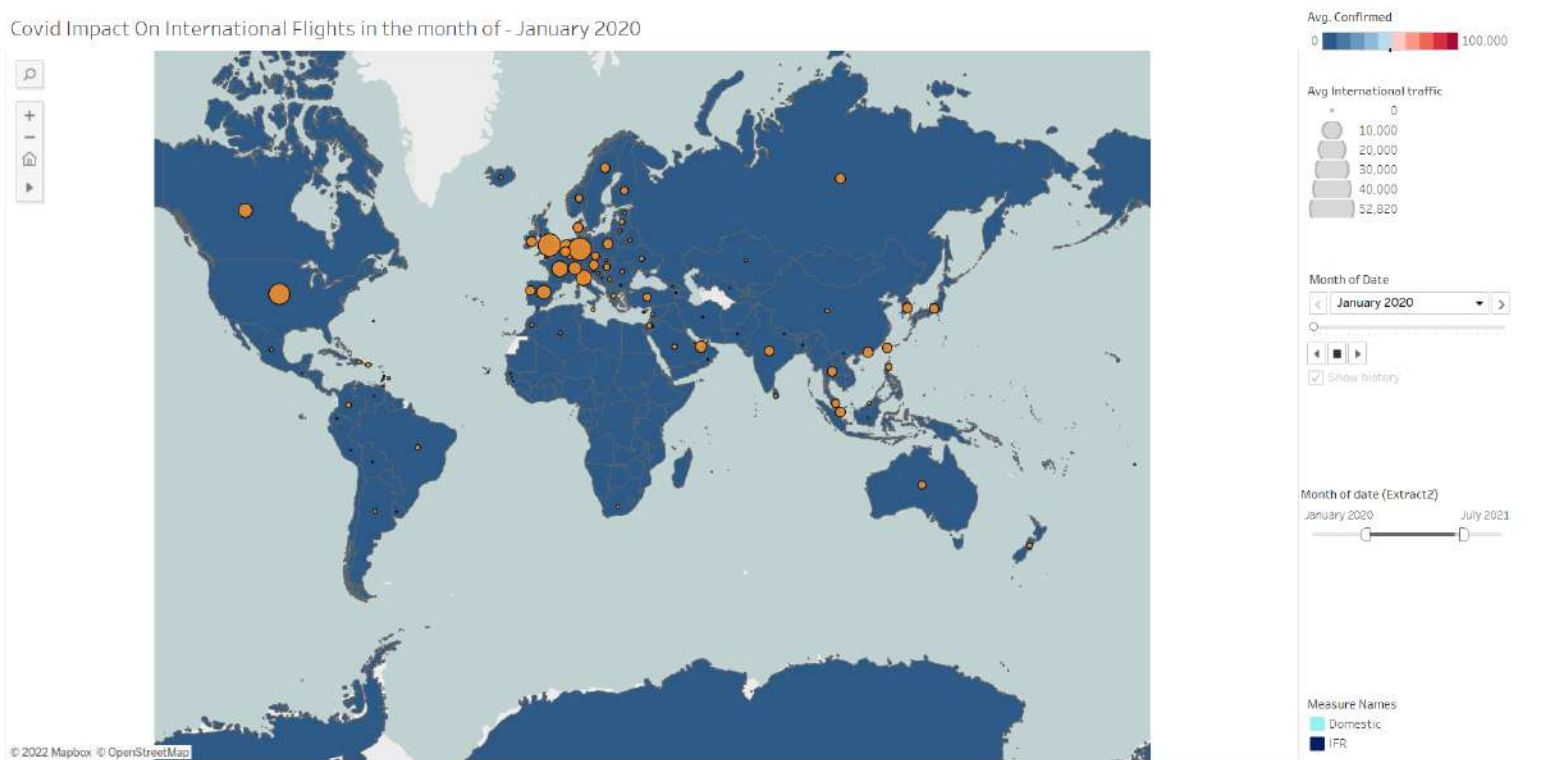 Covid Impact On International Flights in the month of - January 2020
Avg. Confirmed
0 100,000
Avg International traffic
0
10,000
20,000
30,000
40,000
52,820
Month of Date
January 2020
Show history
Month of date (Extract2)
January 2020 July 2021
Measure Names
Domestic
IFR
© 2022 Mapbox © OpenStreetMap